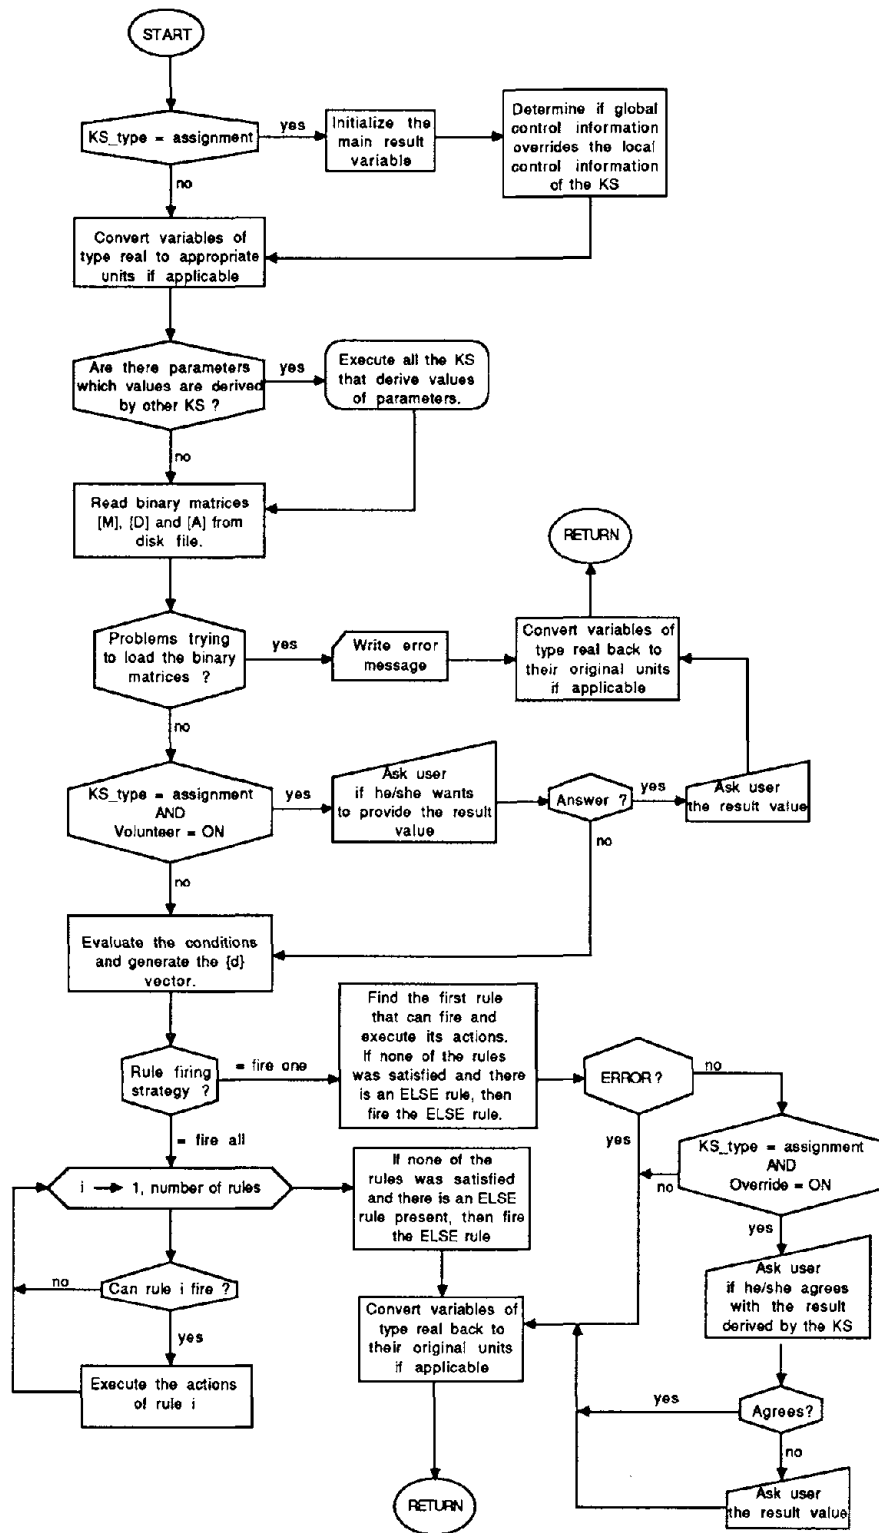 START
KS_type = assignment
yes
Initialize the
main result
variable
Determine if global
control information
overrides the local
control information
of the KS
no
Convert variables of
type real to appropriate
units if applicable
Are there parameters
which values are derived
by other KS ?
yes
Execute all the KS
that derive values
of parameters.
no
Read binary matrices
[M], [D] and [A] from
disk file.
RETURN
Problems trying
to load the binary
matrices ?
yes
Write error
message
Convert variables of
type real back to
their original units
if applicable
no
KS_type = assignment
AND
Volunteer = ON
yes
Ask user
if he/she wants
to provide the result
value
Answer ?
yes
Ask user
the result value
no
no
Evaluate the conditions
and generate the {d}
vector.
Rule firing
strategy ?
= fire one
Find the first rule
that can fire and
execute its actions.
If none of the rules
was satisfied and there
is an ELSE rule, then
fire the ELSE rule.
ERROR ?
no
yes
KS_type = assignment
AND
Override = ON
no
yes
= fire all
i → 1, number of rules
If none of the
rules was satisfied
and there is an ELSE
rule present, then fire
the ELSE rule
Can rule i fire ?
no
yes
Execute the actions
of rule i
Convert variables of
type real back to
their original units
if applicable
Ask user
if he/she agrees
with the result
derived by the KS
Agrees?
yes
no
Ask user
the result value
RETURN